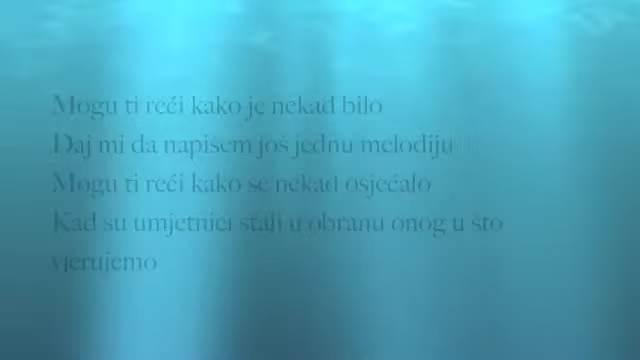 Mogu ti reći kako je nekad bilo
Daj mi da napisem jos jednu melodiju
Mogu ti reći kako se nekad osjećalo
Kad su umjetnici stali u obranu onog u sto
vjerujemo